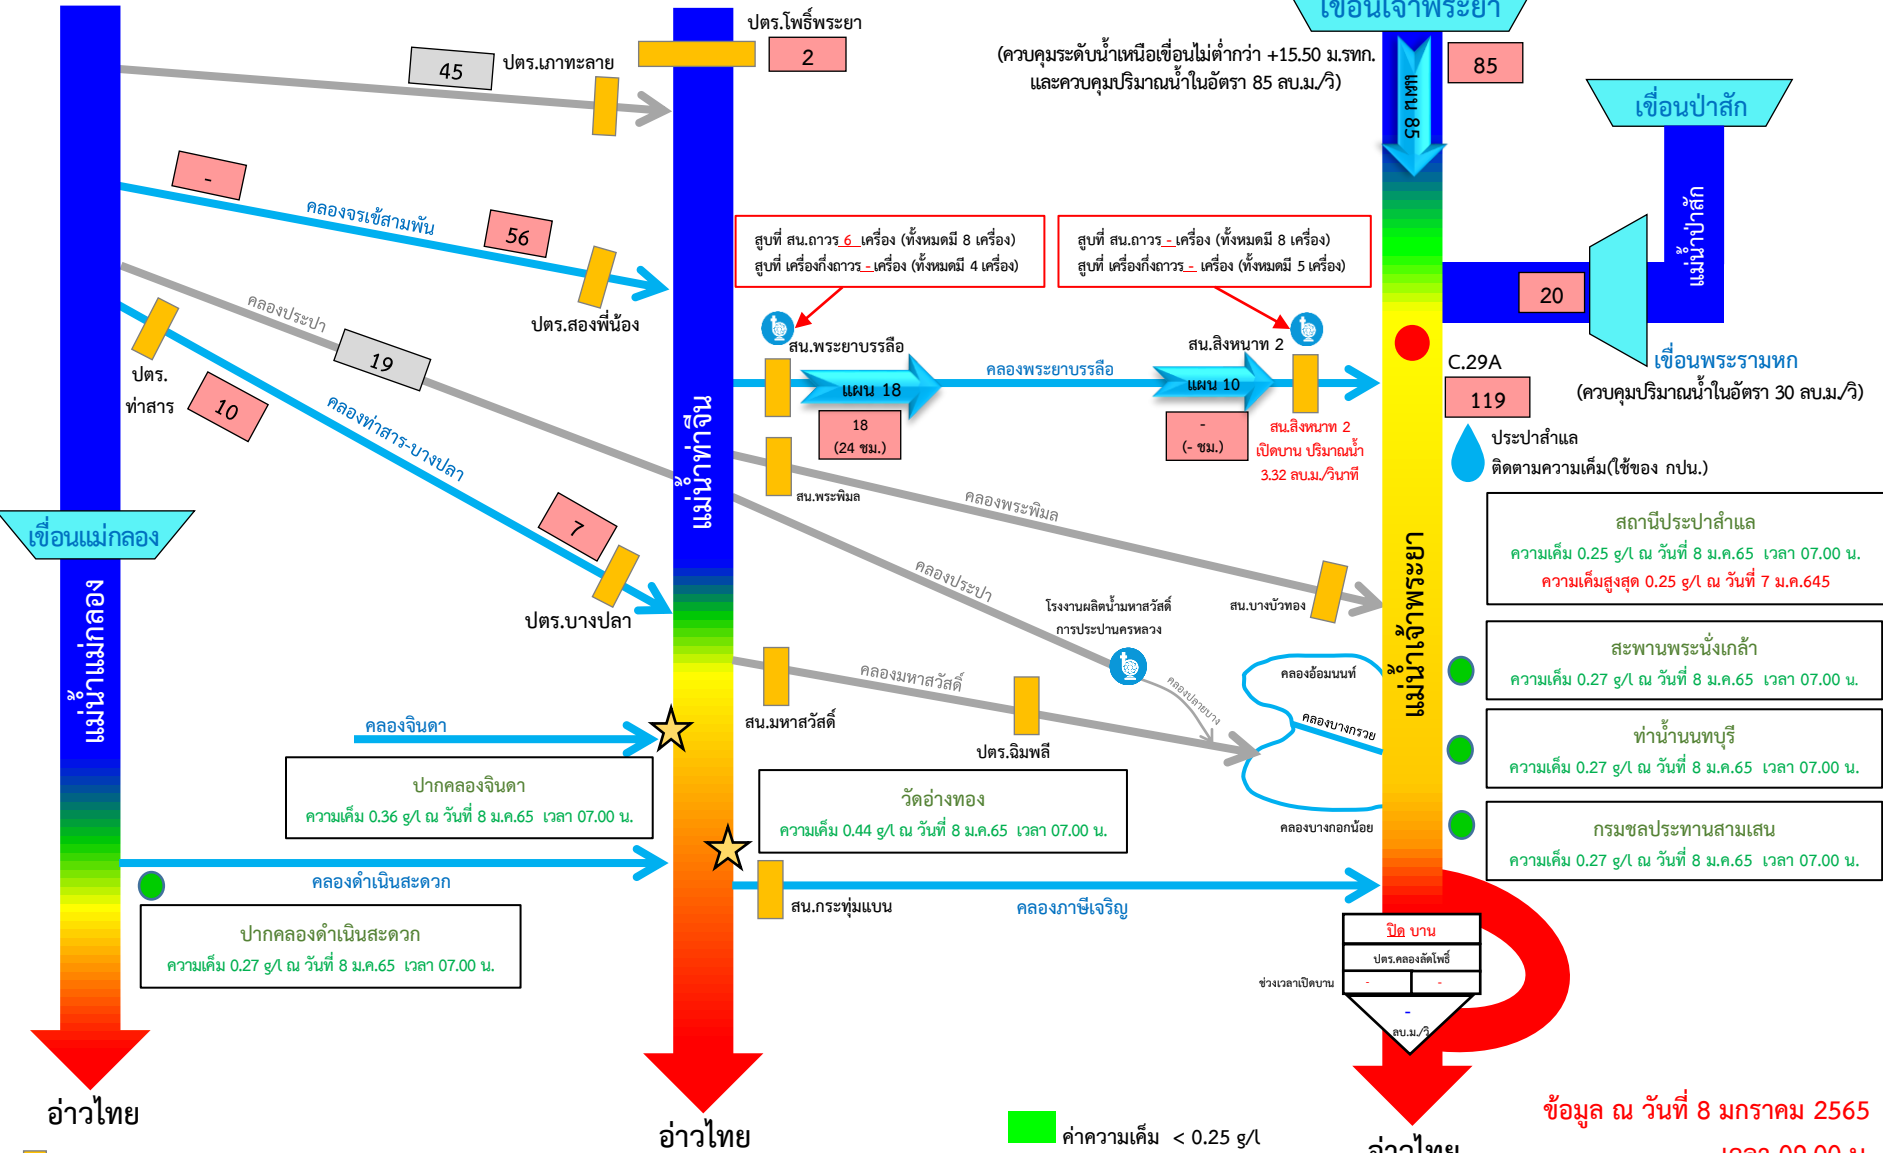 เขื่อนเจ้าพระยา
ปตร.โพธิ์พระยา
2
(ควบคุมระดับน้ำเหนือเขื่อนไม่ต่ำกว่า +15.50 ม.รทก.
และควบคุมปริมาณน้ำในอัตรา 85 ลบ.ม./วิ)
85
แผน 85
45
ปตร.เภาทะลาย
เขื่อนป่าสัก
แม่น้ำป่าสัก
-
คลองจรเข้สามพัน
56
ปตร.สองพี่น้อง
สูบที่ สน.ถาวร 6 เครื่อง (ทั้งหมดมี 8 เครื่อง)
สูบที่ เครื่องกึ่งถาวร - เครื่อง (ทั้งหมดมี 4 เครื่อง)
สูบที่ สน.ถาวร - เครื่อง (ทั้งหมดมี 8 เครื่อง)
สูบที่ เครื่องกึ่งถาวร - เครื่อง (ทั้งหมดมี 5 เครื่อง)
20
เขื่อนพระรามหก
(ควบคุมปริมาณน้ำในอัตรา 30 ลบ.ม./วิ)
คลองประปา
19
ปตร.
ท่าสาร
10
คลองท่าสาร-บางปลา
7
ปตร.บางปลา
สน.พระยาบรรลือ
แผน 18
18
(24 ชม.)
คลองพระยาบรรลือ
สน.สิงหนาท 2
แผน 10
-
(- ชม.)
สน.สิงหนาท 2
เปิดบาน ปริมาณน้ำ
3.32 ลบ.ม./วินาที
C.29A
119
ประปาสำแล
ติดตามความเค็ม(ใช้ของ กปน.)
แม่น้ำท่าจีน
สน.พระพิมล
คลองพระพิมล
สน.บางบัวทอง
เขื่อนแม่กลอง
แม่น้ำแม่กลอง
แม่น้ำเจ้าพระยา
สถานีประปาสำแล
ความเค็ม 0.25 g/l ณ วันที่ 8 ม.ค.65 เวลา 07.00 น.
ความเค็มสูงสุด 0.25 g/l ณ วันที่ 7 ม.ค.645
คลองประปา
โรงงานผลิตน้ำมหาสวัสดิ์
การประปานครหลวง
คลองปลายบาง
คลองมหาสวัสดิ์
สน.มหาสวัสดิ์
ปตร.ฉิมพลี
คลองอ้อมนนท์
คลองบางกรวย
คลองบางกอกน้อย
สะพานพระนั่งเกล้า
ความเค็ม 0.27 g/l ณ วันที่ 8 ม.ค.65 เวลา 07.00 น.
ท่าน้ำนนทบุรี
ความเค็ม 0.27 g/l ณ วันที่ 8 ม.ค.65 เวลา 07.00 น.
กรมชลประทานสามเสน
ความเค็ม 0.27 g/l ณ วันที่ 8 ม.ค.65 เวลา 07.00 น.
คลองจินดา
ปากคลองจินดา
ความเค็ม 0.36 g/l ณ วันที่ 8 ม.ค.65 เวลา 07.00 น.
วัดอ่างทอง
ความเค็ม 0.44 g/l ณ วันที่ 8 ม.ค.65 เวลา 07.00 น.
คลองดำเนินสะดวก
ปากคลองดำเนินสะดวก
ความเค็ม 0.27 g/l ณ วันที่ 8 ม.ค.65 เวลา 07.00 น.
สน.กระทุ่มแบน
คลองภาษีเจริญ
ปิด บาน
ปตร.คลองลัดโพธิ์
ช่วงเวลาเปิดบาน
- -
-
ลบ.ม./วิ
อ่าวไทย
อ่าวไทย
อ่าวไทย
ค่าความเค็ม < 0.25 g/l
ข้อมูล ณ วันที่ 8 มกราคม 2565
เวลา 09.00 น.